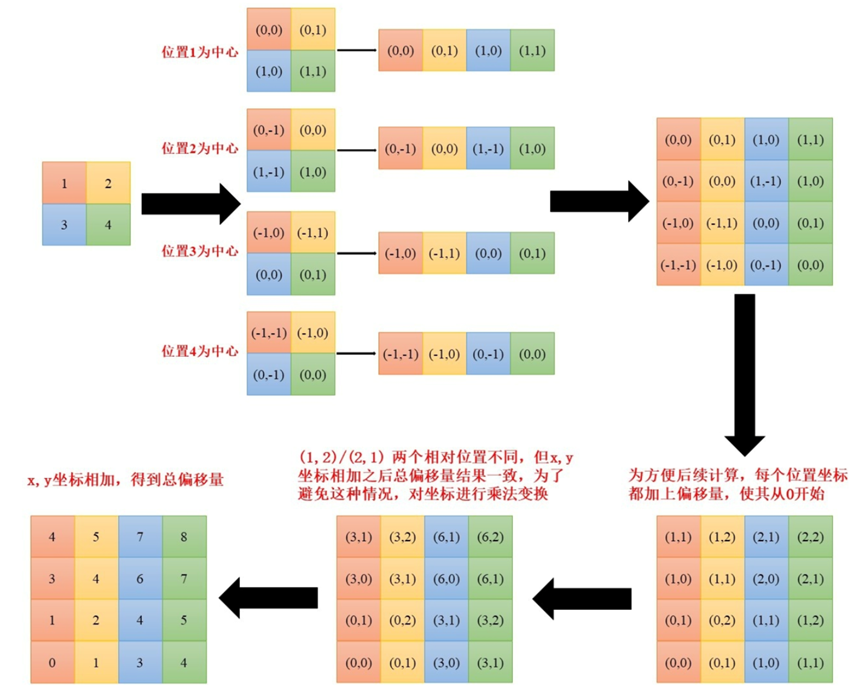 1 2
3 4
位置1为中心
(0,0) (0,1)
(1,0) (1,1)
(0,0) (0,1) (1,0) (1,1)
位置2为中心
(0,-1) (0,0)
(1,-1) (1,0)
(0,-1) (0,0) (1,-1) (1,0)
位置3为中心
(-1,0) (-1,1)
(0,0) (0,1)
(-1,0) (-1,1) (0,0) (0,1)
位置4为中心
(-1,-1) (-1,0)
(0,-1) (0,0)
(-1,-1) (-1,0) (0,-1) (0,0)
(0,0) (0,1) (1,0) (1,1)
(0,-1) (0,0) (1,-1) (1,0)
(-1,0) (-1,1) (0,0) (0,1)
(-1,-1) (-1,0) (0,-1) (0,0)
为方便后续计算，每个位置坐标
都加上偏移量，使其从0开始
(1,1) (1,2) (2,1) (2,2)
(1,0) (1,1) (2,0) (2,1)
(0,1) (0,2) (1,1) (1,2)
(0,0) (0,1) (1,0) (1,1)
(1,2)/(2,1) 两个相对位置不同，但x,y
坐标相加之后总偏移量结果一致，为了
避免这种情况，对坐标进行乘法变换
(3,1) (3,2) (6,1) (6,2)
(3,0) (3,1) (6,0) (6,1)
(0,1) (0,2) (3,1) (3,2)
(0,0) (0,1) (3,0) (3,1)
x,y坐标相加，得到总偏移量
4 5 7 8
3 4 6 7
1 2 4 5
0 1 3 4